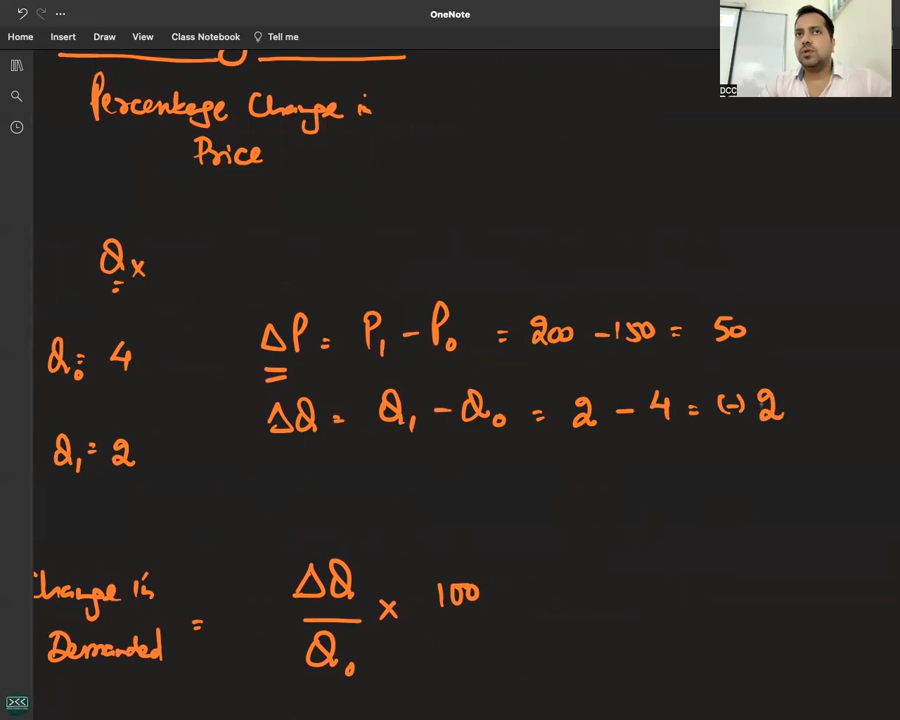 OneNote
Home Insert Draw View Class Notebook Tell me
DCC
Percentage Change in
Price
Qx
=
ΔP = P₁ - P₀ = 200 - 150 = 50
Q₀ = 4
ΔQ = Q₁ - Q₀ = 2 - 4 = (-) 2
Q₁ = 2
Change in
Demanded = ΔQ/Q₀ × 100